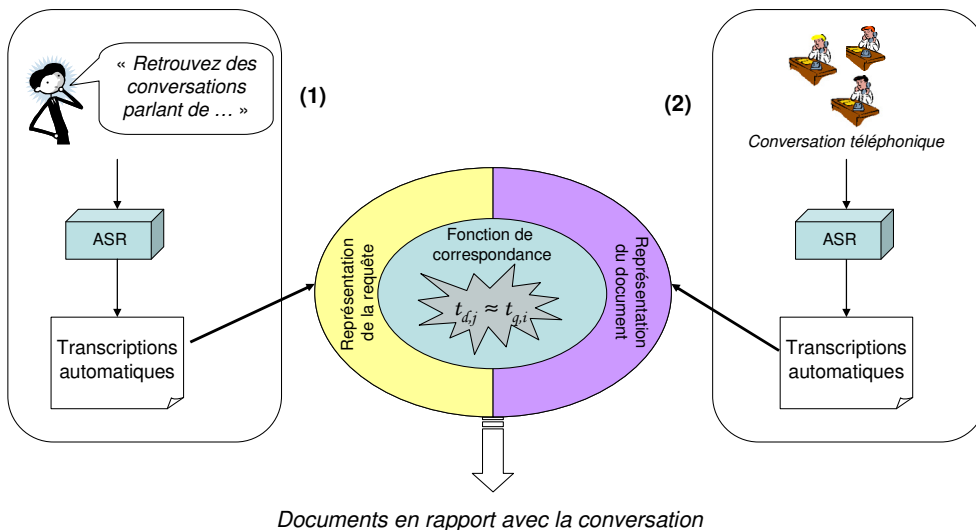 « Retrouvez des
conversations
parlant de … »
(1)
ASR
Transcriptions
automatiques
Représentation
de la requête
Fonction de
correspondance
t_{d,j} ≈ t_{q,i}
Représentation
du document
(2)
Conversation téléphonique
ASR
Transcriptions
automatiques
Documents en rapport avec la conversation